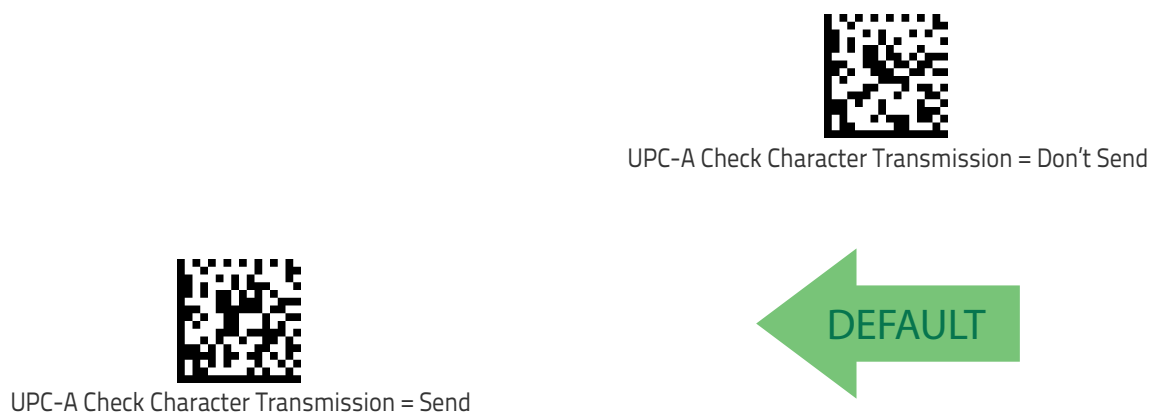 UPC-A Check Character Transmission = Don't Send
DEFAULT
UPC-A Check Character Transmission = Send